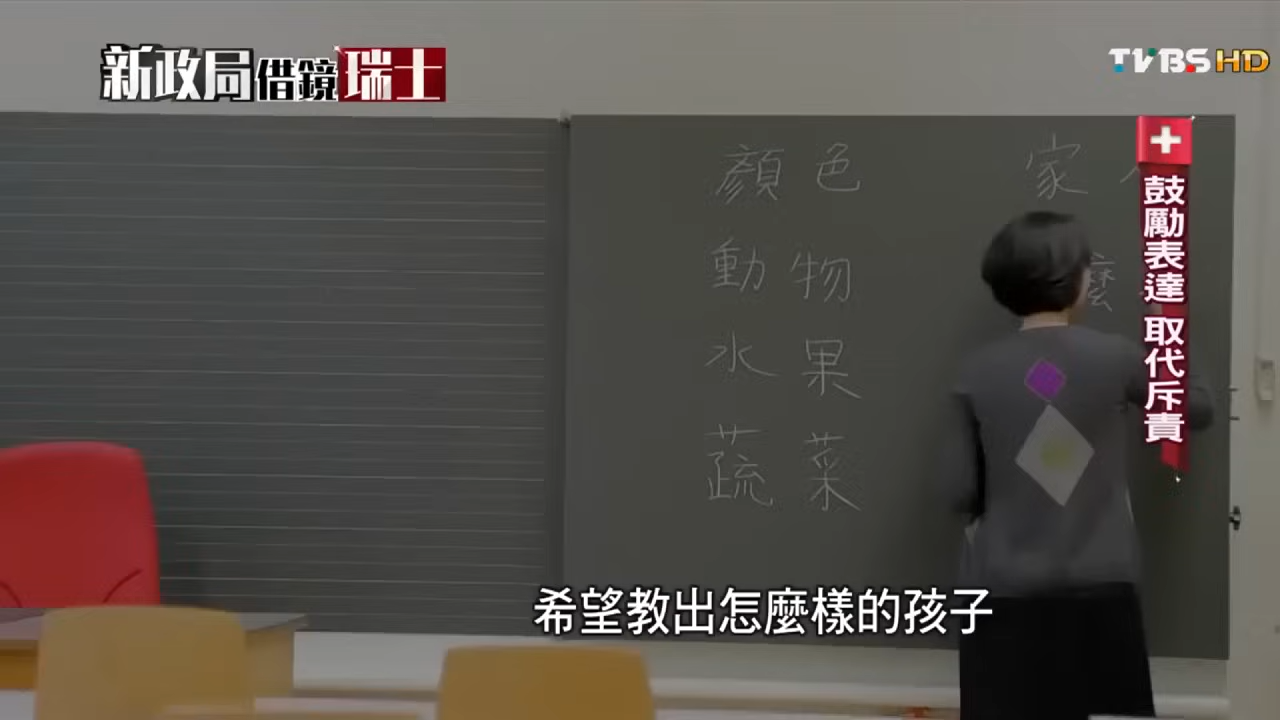 新政局借鏡瑞士
TVBS HD
鼓勵表達 取代斥責
顏色
動物
水果
蔬菜
家
麼
希望教出怎麼樣的孩子